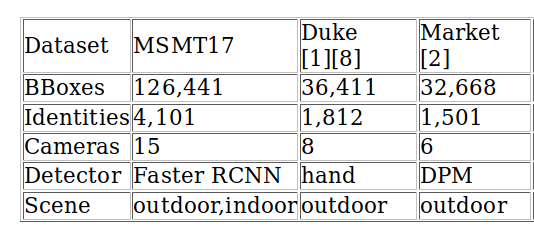 Dataset MSMT17 Duke [1][8] Market [2]
BBoxes 126,441 36,411 32,668
Identities 4,101 1,812 1,501
Cameras 15 8 6
Detector Faster RCNN hand DPM
Scene outdoor,indoor outdoor outdoor